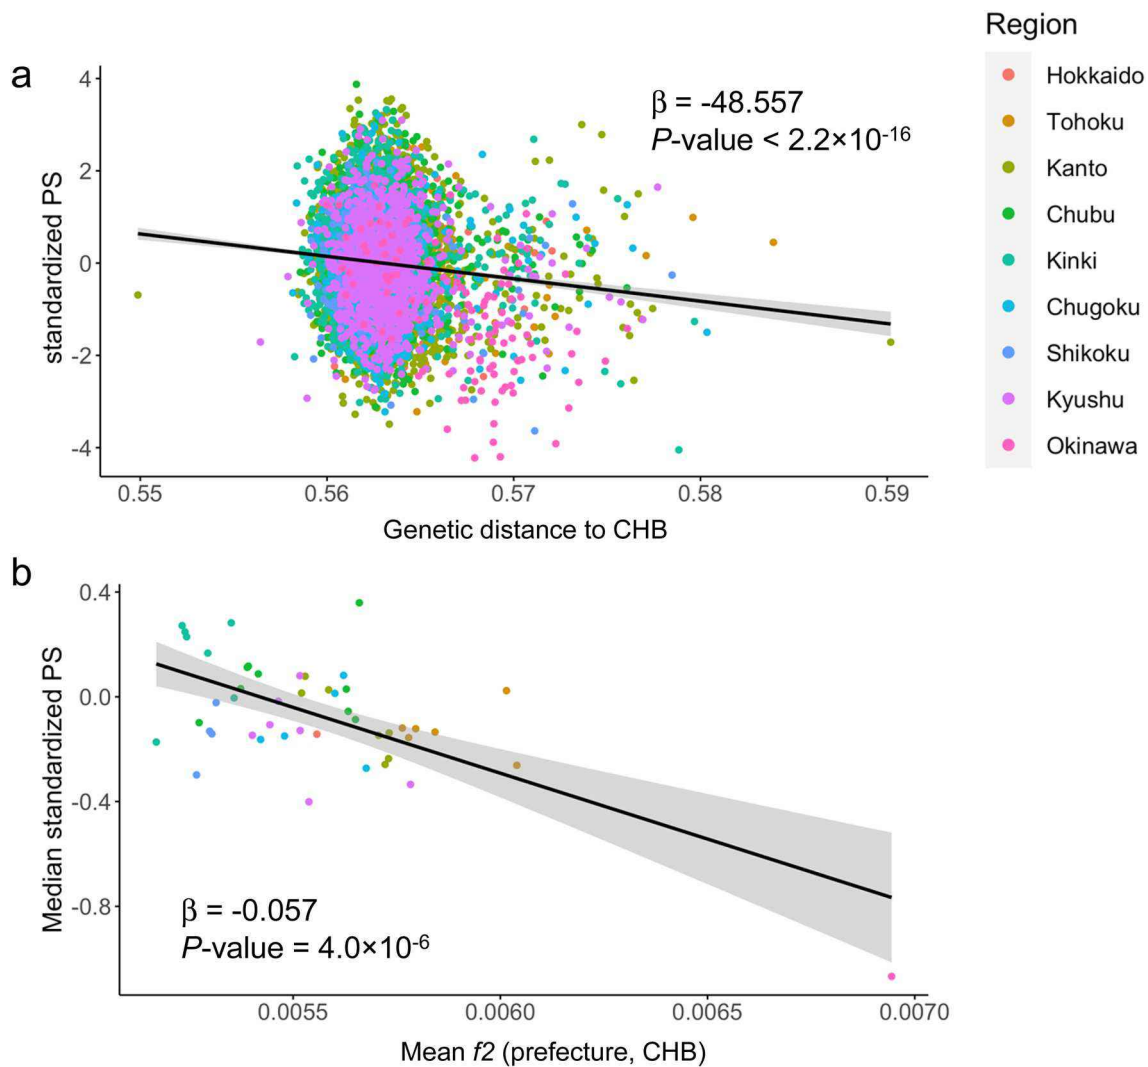 Region
Hokkaido
Tohoku
Kanto
Chubu
Kinki
Chugoku
Shikoku
Kyushu
Okinawa
a
β = -48.557
P-value < 2.2×10-16
standardized PS
4
2
0
-2
-4
0.55
0.56
0.57
0.58
0.59
Genetic distance to CHB
b
Median standardized PS
0.4
0.0
-0.4
-0.8
β = -0.057
P-value = 4.0×10-6
0.0055
0.0060
0.0065
0.0070
Mean f2 (prefecture, CHB)